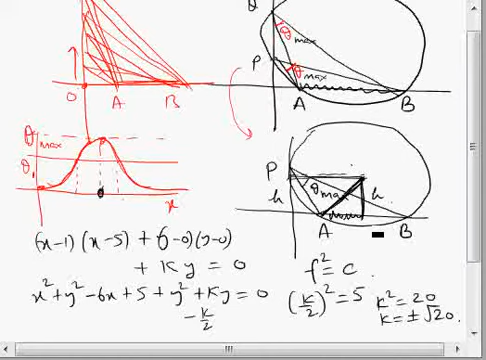 Q
θmax
P
θmax
O A B
A B
θmax
θ₁
x
P
h θmax h
A B
(x-1)(x-5) + (y-0)(y-0)
+ Ky = 0
x² + y² - 6x + 5 + y² + Ky = 0
-K/2
f² = c.
(K/2)² = 5
K² = 20
K = ±√20.